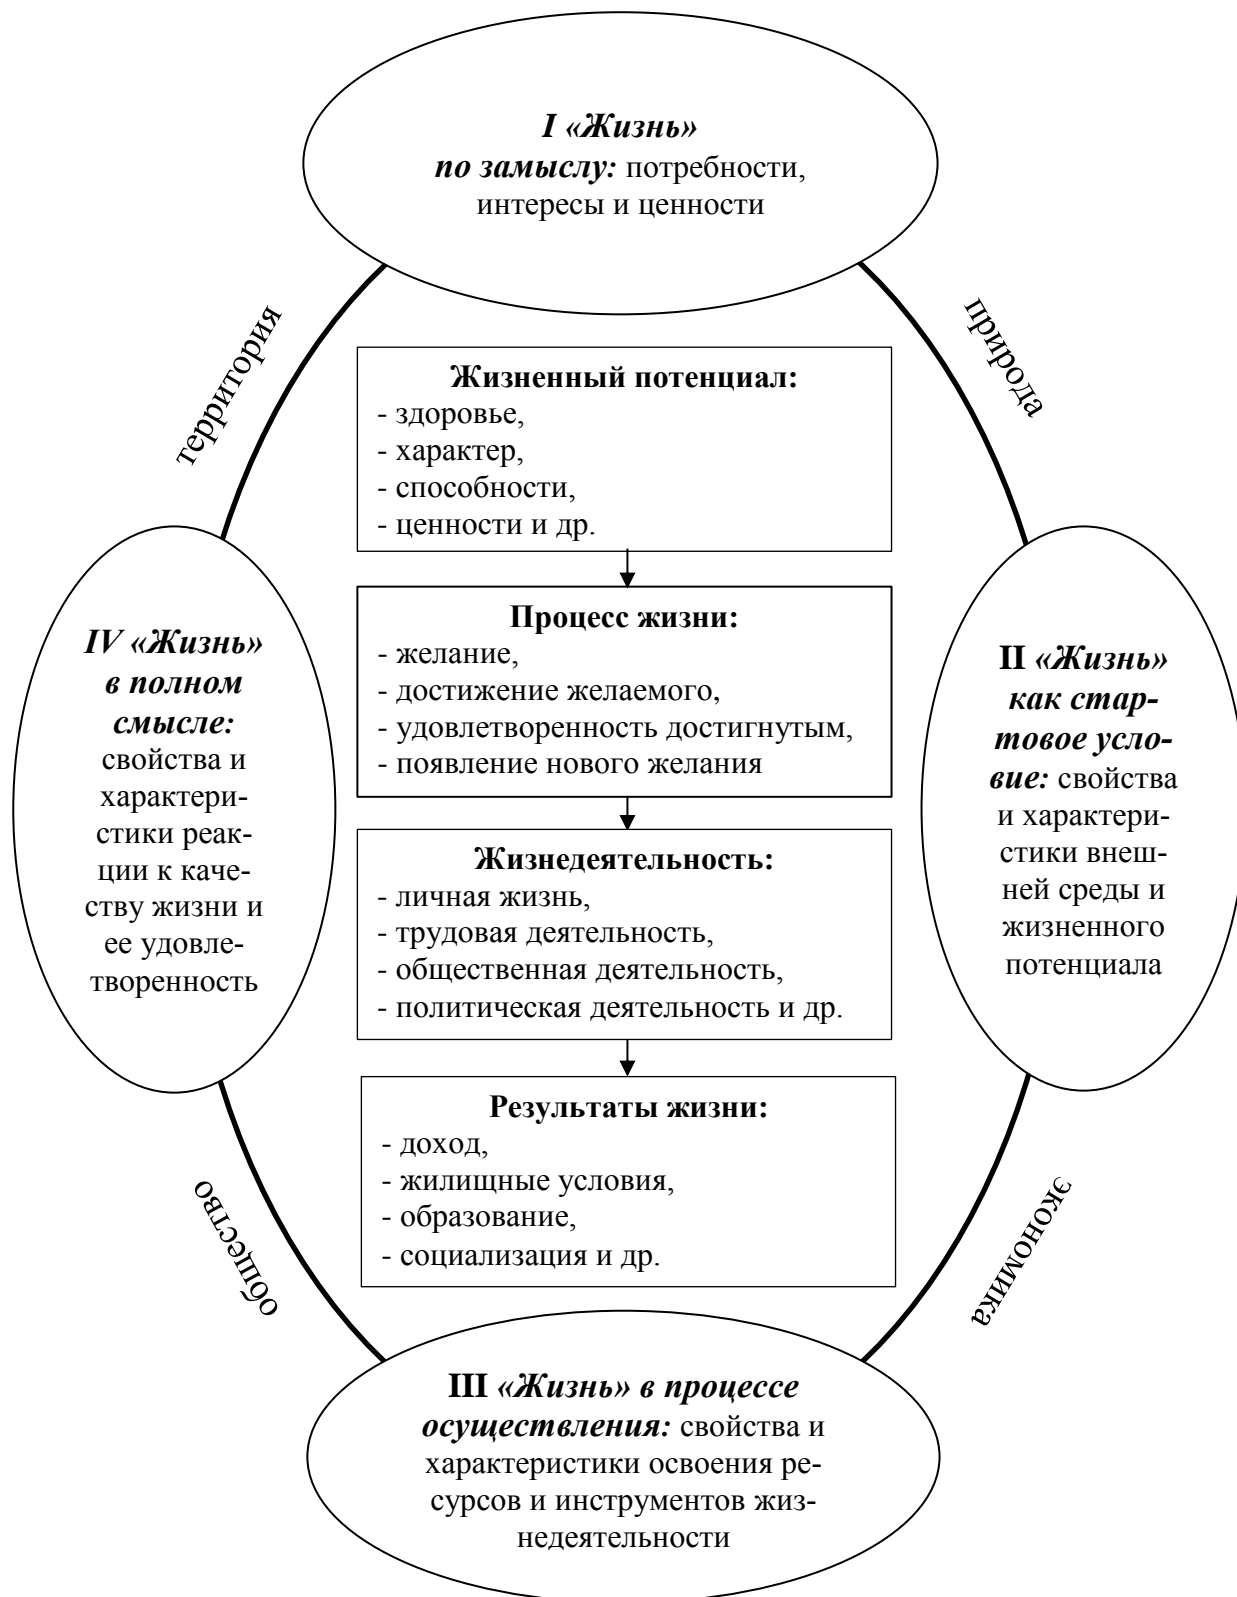 I «Жизнь»
по замыслу: потребности,
интересы и ценности
территория
природа
Жизненный потенциал:
- здоровье,
- характер,
- способности,
- ценности и др.
Процесс жизни:
- желание,
- достижение желаемого,
- удовлетворенность достигнутым,
- появление нового желания
IV «Жизнь»
в полном
смысле:
свойства и
характери-
стики реак-
ции к каче-
ству жизни и
ее удовле-
творенность
II «Жизнь»
как стар-
товое усло-
вие: свойства
и характери-
стики внеш-
ней среды и
жизненного
потенциала
Жизнедеятельность:
- личная жизнь,
- трудовая деятельность,
- общественная деятельность,
- политическая деятельность и др.
Результаты жизни:
- доход,
- жилищные условия,
- образование,
- социализация и др.
общество
экономика
III «Жизнь» в процессе
осуществления: свойства и
характеристики освоения ре-
сурсов и инструментов жиз-
недеятельности